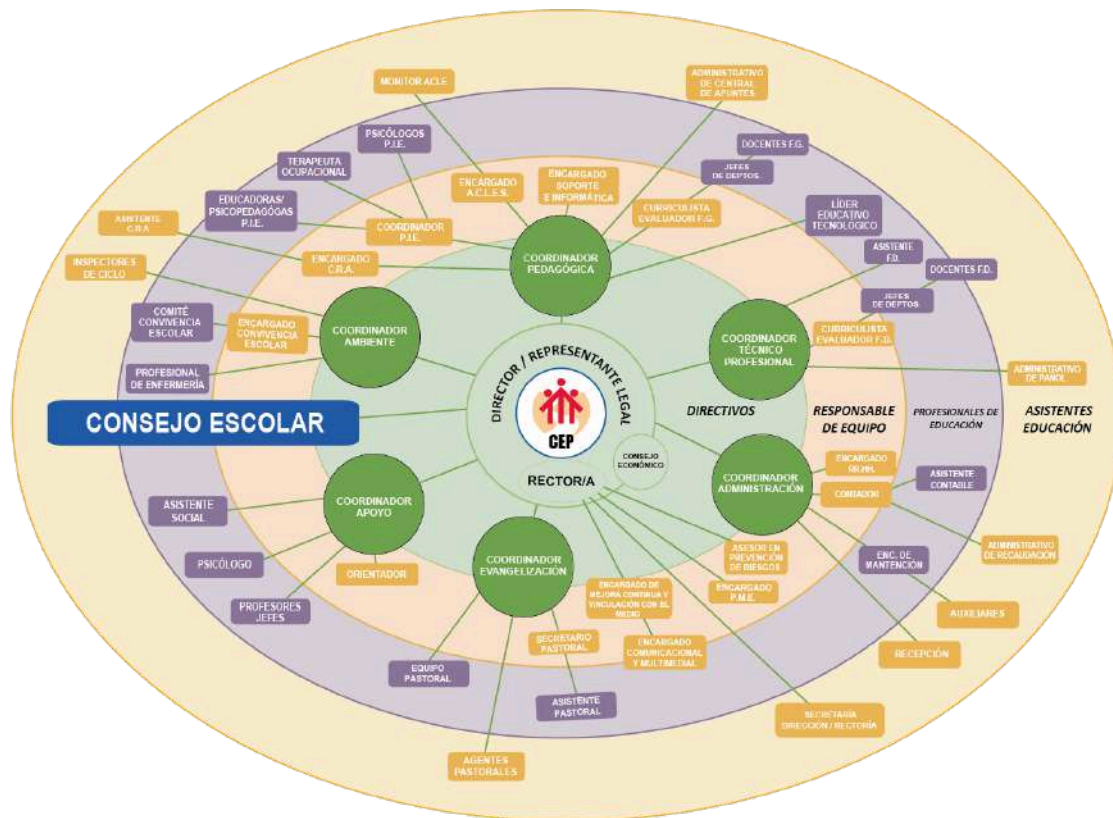 MONITOR ACLE
ADMINISTRATIVO
DE CENTRAL
DE APUNTES
PSICÓLOGOS
P.I.E.
DOCENTES F.G.
TERAPEUTA
OCUPACIONAL
JEFES
DE DEPTOS.
ENCARGADO
A.C.L.E.S.
ENCARGADO
SOPORTE
E INFORMÁTICA
EDUCADORAS/
PSICOPEDAGÓGAS
P.I.E.
CURRICULISTA
EVALUADOR F.G.
LÍDER
EDUCATIVO
TECNOLÓGICO
ASISTENTE
C.R.A
COORDINADOR
P.I.E.
ASISTENTE
F.D.
DOCENTES F.D.
INSPECTORES
DE CICLO
ENCARGADO
C.R.A.
COORDINADOR
PEDAGÓGICA
JEFES
DE DEPTOS.
COMITÉ
CONVIVENCIA
ESCOLAR
ENCARGADO
CONVIVENCIA
ESCOLAR
COORDINADOR
AMBIENTE
COORDINADOR
TÉCNICO
PROFESIONAL
CURRICULISTA
EVALUADOR F.D.
PROFESIONAL
DE ENFERMERÍA
ADMINISTRATIVO
DE PAÑOL
DIRECTOR / REPRESENTANTE LEGAL
CONSEJO ESCOLAR
CEP
DIRECTIVOS
RESPONSABLE
DE EQUIPO
PROFESIONALES DE
EDUCACIÓN
ASISTENTES
EDUCACIÓN
CONSEJO
ECONÓMICO
RECTOR/A
ENCARGADO
RR.HH.
COORDINADOR
APOYO
COORDINADOR
ADMINISTRACIÓN
CONTADOR
ASISTENTE
CONTABLE
ASISTENTE
SOCIAL
ADMINISTRATIVO
DE RECAUDACIÓN
PSICÓLOGO
ORIENTADOR
COORDINADOR
EVANGELIZACIÓN
ASESOR EN
PREVENCIÓN
DE RIESGOS
ENC. DE
MANTENCIÓN
PROFESORES
JEFES
ENCARGADO DE
MEJORA CONTINUA Y
VINCULACIÓN CON EL
MEDIO
ENCARGADO
P.M.E.
AUXILIARES
SECRETARIO
PASTORAL
ENCARGADO
COMUNICACIONAL
Y MULTIMEDIAL
RECEPCIÓN
EQUIPO
PASTORAL
ASISTENTE
PASTORAL
SECRETARÍA
DIRECCIÓN / RECTORÍA
AGENTES
PASTORALES